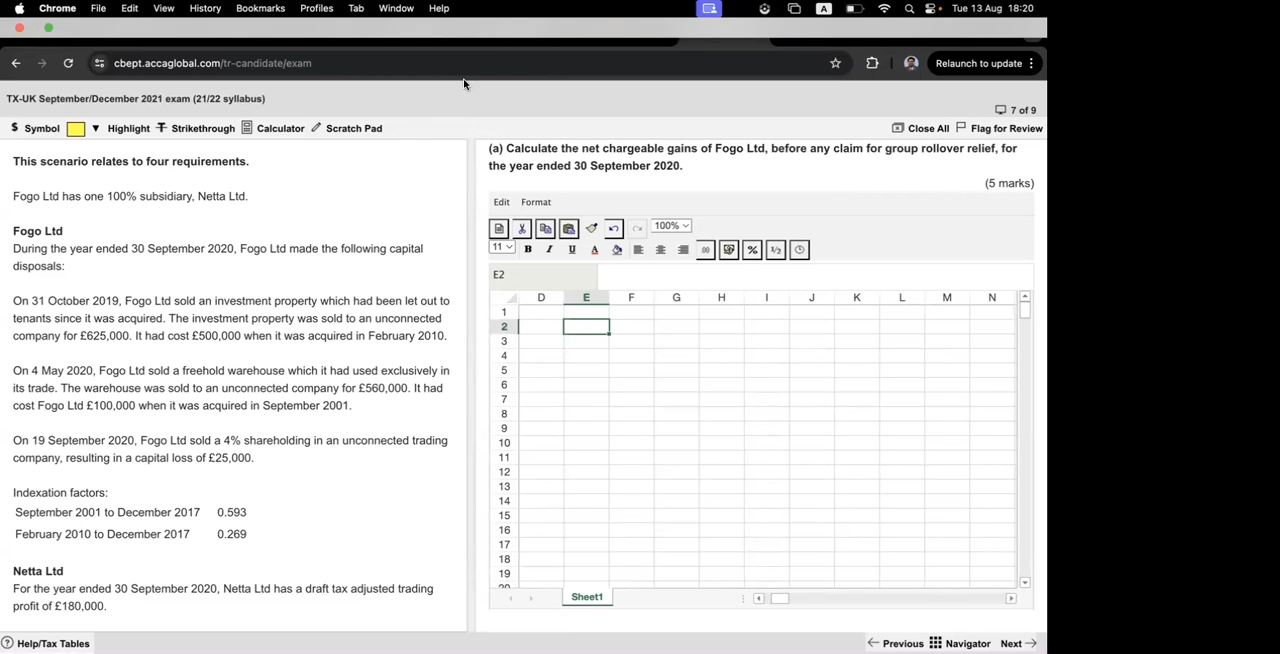 Chrome File Edit View History Bookmarks Profiles Tab Window Help A Tue 13 Aug 18:20
cbept.accaglobal.com/tr-candidate/exam Relaunch to update
TX-UK September/December 2021 exam (21/22 syllabus)
7 of 9
$ Symbol Highlight Strikethrough Calculator Scratch Pad Close All Flag for Review
This scenario relates to four requirements.
Fogo Ltd has one 100% subsidiary, Netta Ltd.
Fogo Ltd
During the year ended 30 September 2020, Fogo Ltd made the following capital
disposals:
On 31 October 2019, Fogo Ltd sold an investment property which had been let out to
tenants since it was acquired. The investment property was sold to an unconnected
company for £625,000. It had cost £500,000 when it was acquired in February 2010.
On 4 May 2020, Fogo Ltd sold a freehold warehouse which it had used exclusively in
its trade. The warehouse was sold to an unconnected company for £560,000. It had
cost Fogo Ltd £100,000 when it was acquired in September 2001.
On 19 September 2020, Fogo Ltd sold a 4% shareholding in an unconnected trading
company, resulting in a capital loss of £25,000.
Indexation factors:
September 2001 to December 2017 0.593
February 2010 to December 2017 0.269
Netta Ltd
For the year ended 30 September 2020, Netta Ltd has a draft tax adjusted trading
profit of £180,000.
(a) Calculate the net chargeable gains of Fogo Ltd, before any claim for group rollover relief, for
the year ended 30 September 2020.
(5 marks)
Edit Format
100%
11 B I U A .00 % 1/2
E2
D E F G H I J K L M N
1
2
3
4
5
6
7
8
9
10
11
12
13
14
15
16
17
18
19
Sheet1
? Help/Tax Tables Previous Navigator Next